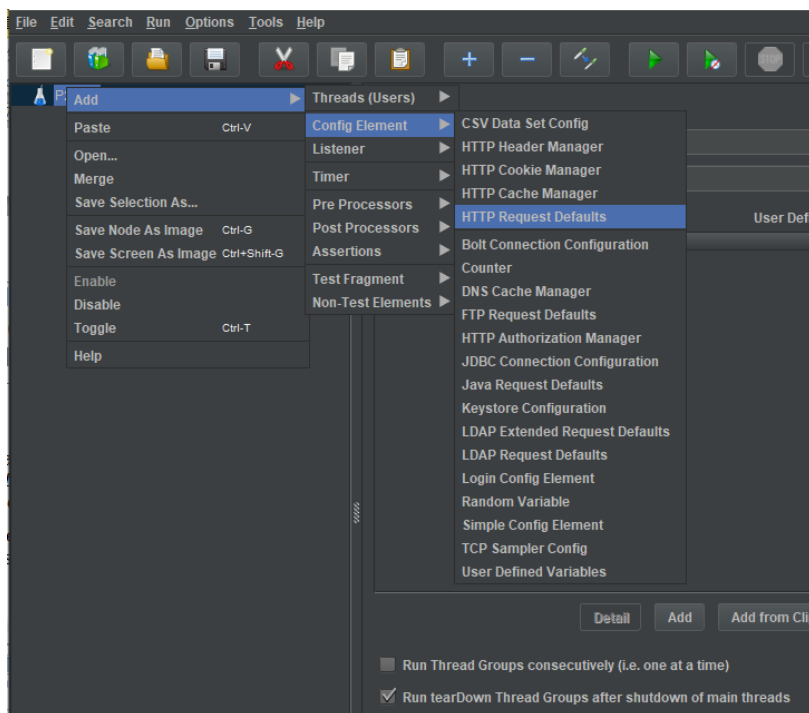 File Edit Search Run Options Tools Help
STOP
Add
Paste Ctrl-V
Open...
Merge
Save Selection As...
Save Node As Image Ctrl-G
Save Screen As Image Ctrl+Shift-G
Enable
Disable
Toggle Ctrl-T
Help
Threads (Users)
Config Element
Listener
Timer
Pre Processors
Post Processors
Assertions
Test Fragment
Non-Test Elements
CSV Data Set Config
HTTP Header Manager
HTTP Cookie Manager
HTTP Cache Manager
HTTP Request Defaults
Bolt Connection Configuration
Counter
DNS Cache Manager
FTP Request Defaults
HTTP Authorization Manager
JDBC Connection Configuration
Java Request Defaults
Keystore Configuration
LDAP Extended Request Defaults
LDAP Request Defaults
Login Config Element
Random Variable
Simple Config Element
TCP Sampler Config
User Defined Variables
User Def
Detail Add Add from Cli
Run Thread Groups consecutively (i.e. one at a time)
Run tearDown Thread Groups after shutdown of main threads